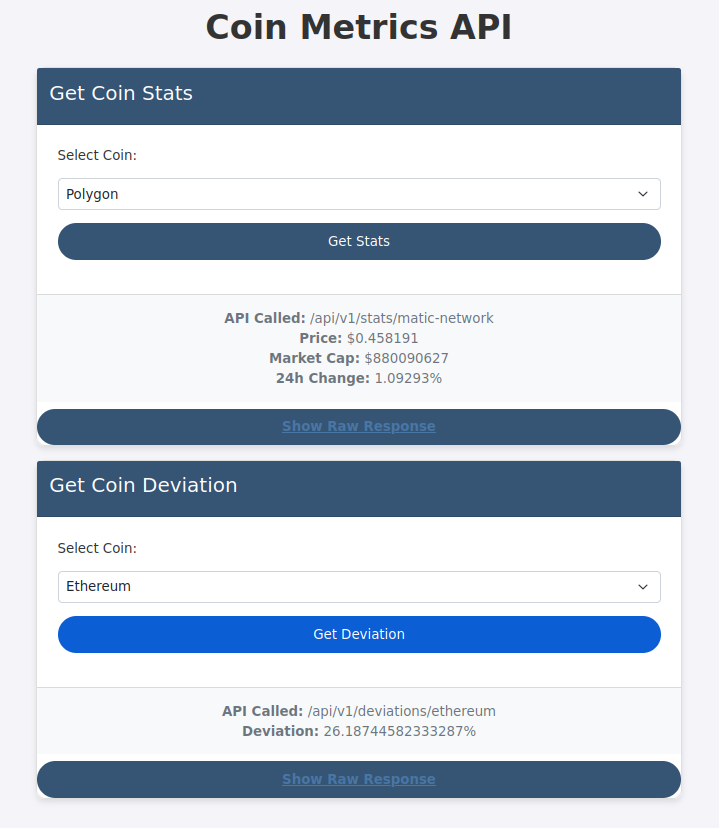 Coin Metrics API
Get Coin Stats
Select Coin:
Polygon
Get Stats
API Called: /api/v1/stats/matic-network
Price: $0.458191
Market Cap: $880090627
24h Change: 1.09293%
Show Raw Response
Get Coin Deviation
Select Coin:
Ethereum
Get Deviation
API Called: /api/v1/deviations/ethereum
Deviation: 26.18744582333287%
Show Raw Response